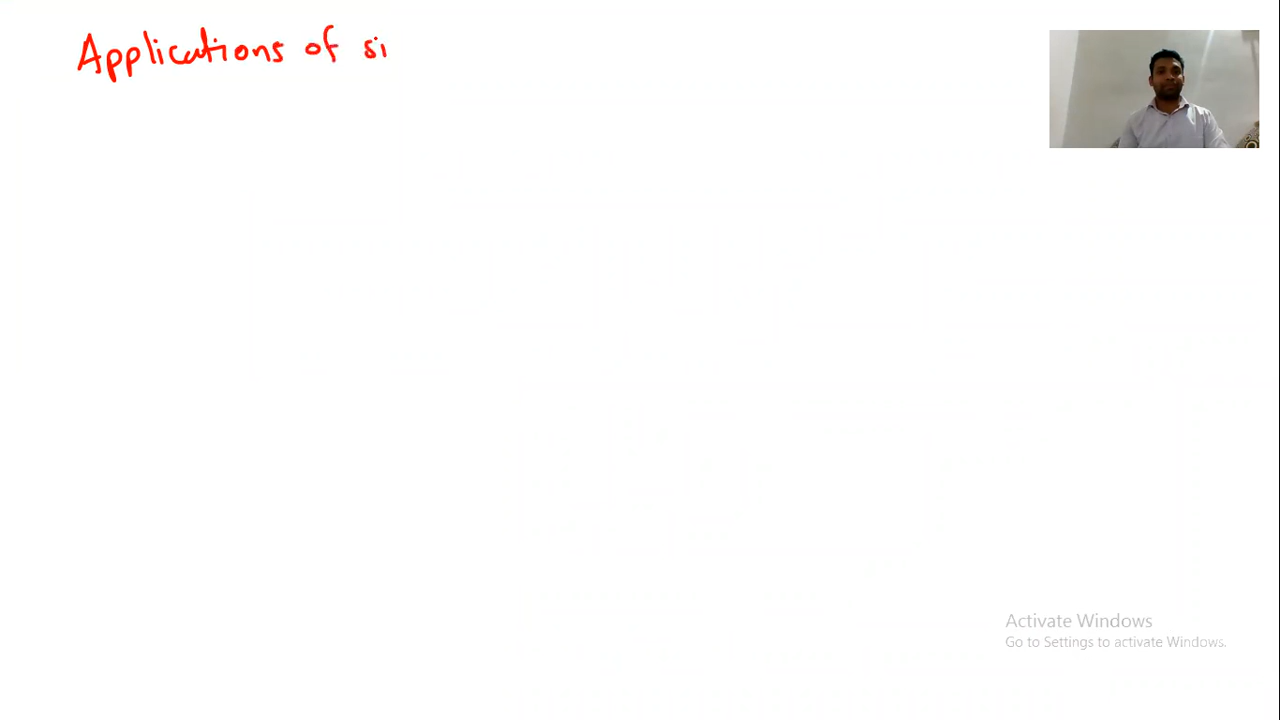 Applications of si
Activate Windows
Go to Settings to activate Windows.